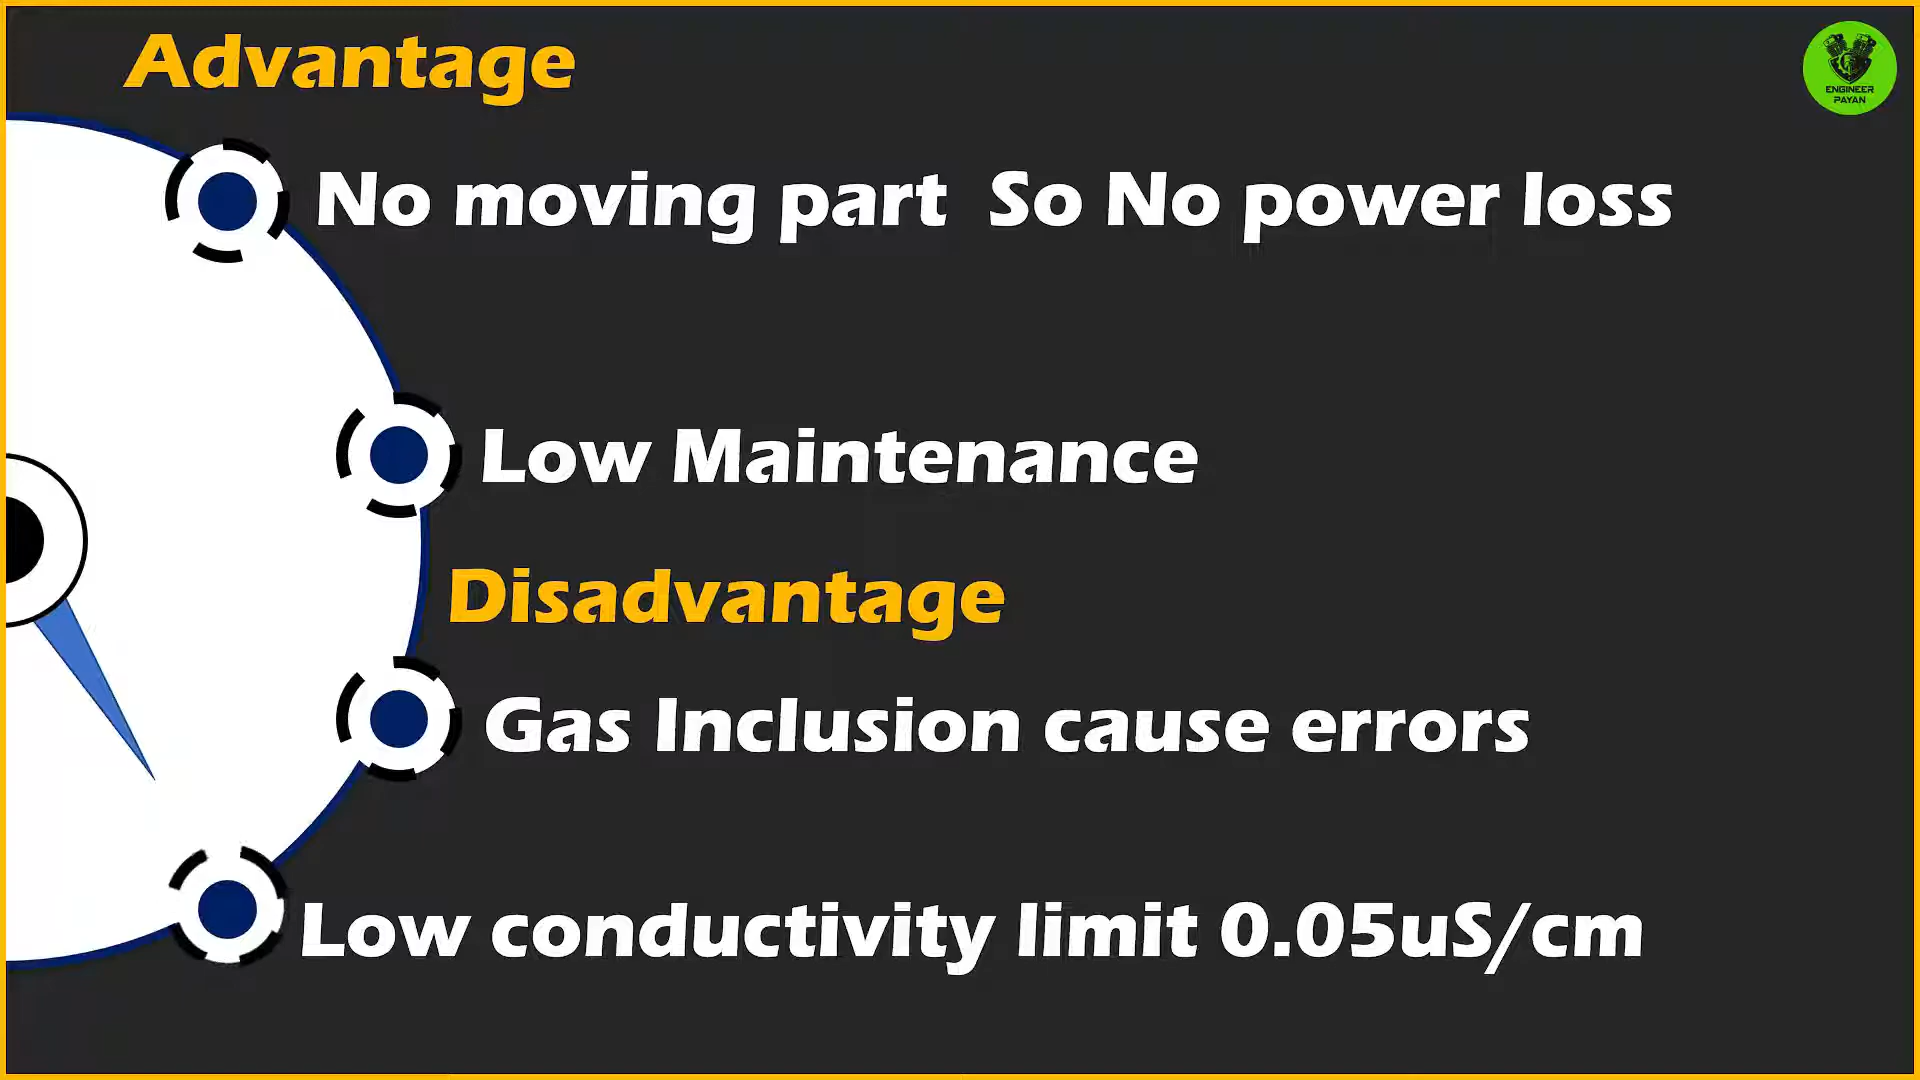 Advantage
ENGINEER
PAYAN
No moving part So No power loss
Low Maintenance
Disadvantage
Gas Inclusion cause errors
Low conductivity limit 0.05uS/cm